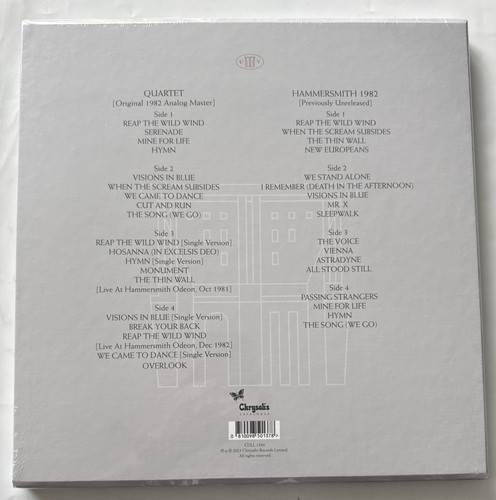 QUARTET
[Original 1982 Analog Master]
Side 1
REAP THE WILD WIND
SERENADE
MINE FOR LIFE
HYMN
Side 2
VISIONS IN BLUE
WHEN THE SCREAM SUBSIDES
WE CAME TO DANCE
CUT AND RUN
THE SONG (WE GO)
Side 3
REAP THE WILD WIND [Single Version]
HOSANNA (IN EXCELSIS DEO)
HYMN [Single Version]
MONUMENT
THE THIN WALL
[Live At Hammersmith Odeon, Oct 1981]
Side 4
VISIONS IN BLUE [Single Version]
BREAK YOUR BACK
REAP THE WILD WIND
[Live At Hammersmith Odeon, Dec 1982]
WE CAME TO DANCE [Single Version]
OVERLOOK
HAMMERSMITH 1982
[Previously Unreleased]
Side 1
REAP THE WILD WIND
WHEN THE SCREAM SUBSIDES
THE THIN WALL
NEW EUROPEANS
Side 2
WE STAND ALONE
I REMEMBER (DEATH IN THE AFTERNOON)
VISIONS IN BLUE
MR X
SLEEPWALK
Side 3
THE VOICE
VIENNA
ASTRADYNE
ALL STOOD STILL
Side 4
PASSING STRANGERS
MINE FOR LIFE
HYMN
THE SONG (WE GO)
Chrysalis
CATALOGUE
Chrysalis Records Limited
All rights reserved